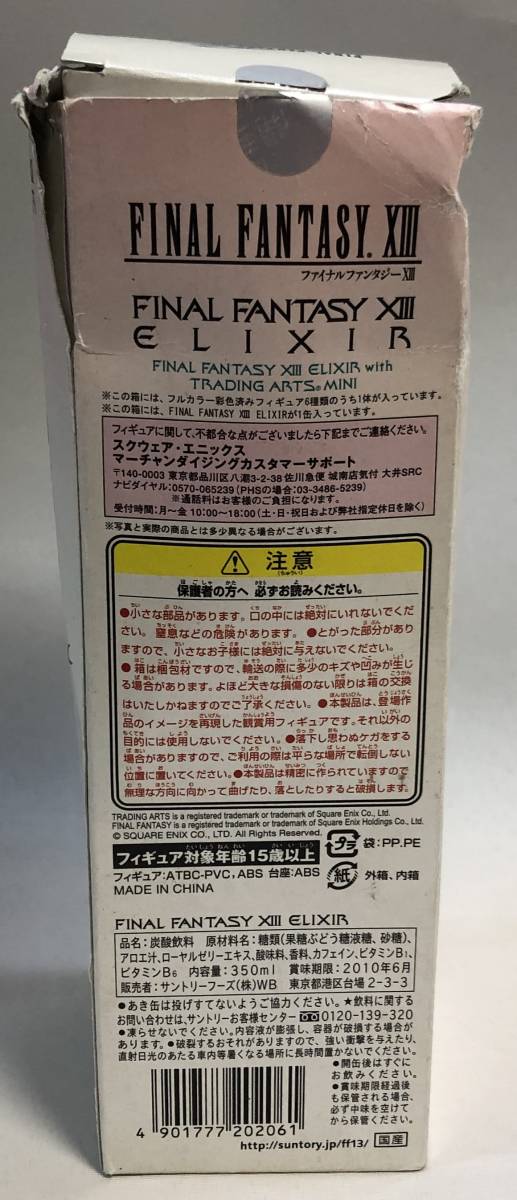 FINAL FANTASY XIII
ファイナルファンタジーXIII
FINAL FANTASY XIII
ELIXIR
FINAL FANTASY XIII ELIXIR with
TRADING ARTS® MINI
※この箱には、フルカラー彩色済みフィギュア6種類のうち1体が入っています。
※この箱には、FINAL FANTASY XIII ELIXIRが1缶入っています。
フィギュアに関して、不都合な点がございましたら下記までご連絡ください。
スクウェア・エニックス
マーチャンダイジングカスタマーサポート
〒140-0003 東京都品川区八潮3-2-38 佐川急便 城南店気付 大井SRC
ナビダイヤル:0570-065239(PHSの場合:03-3486-5239)
※通話料はお客様のご負担です。
受付時間:月〜金 10:00〜18:00(土・日・祝日および弊社指定休日を除く)
※写真と実際の商品とは多少異なる場合がございます。
注意
保護者の方へ 必ずお読みください。
●小さな部品があります。口の中には絶対にいれないでくだ
さい。窒息などの危険があります。●とがった部分があり
ますので、小さなお子様には絶対に与えないでください。
●箱は梱包材ですので、輸送の際に多少のキズや凹みが生じ
る場合があります。よほど大きな損傷のない限りは箱の交換
はいたしかねますのでご了承ください。●本製品は、登場作
品のイメージを再現した観賞用フィギュアです。それ以外の
目的には使用しないでください。●落下し思わぬケガをする
場合がありますので、ご利用の際は平らな場所で転倒しない
位置に置いてください。●本製品は精密に作られていますので
無理な方向に向かって曲げたり、落としたりすると破損します。
TRADING ARTS is a registered trademark or trademark of Square Enix Co., Ltd.
FINAL FANTASY is a registered trademark or trademark of Square Enix Holdings Co., Ltd.
© SQUARE ENIX CO., LTD. All Rights Reserved.
フィギュア対象年齢15歳以上
フィギュア:ATBC-PVC, ABS 台座:ABS
MADE IN CHINA
プラ 袋:PP.PE
紙 外箱、内箱
FINAL FANTASY XIII ELIXIR
品名:炭酸飲料 原材料名:糖類(果糖ぶどう糖液糖、砂糖)、
アロエ汁、ローヤルゼリーエキス、酸味料、香料、カフェイン、ビタミンB₁、
ビタミンB₆ 内容量:350ml 賞味期限:2010年6月
販売者:サントリーフーズ(株)WB 東京都港区台場2-3-3
●あき缶は投げすてないようご協力ください。★飲料に関する
お問い合わせは、サントリーお客様センター 0120-139-320
●凍らせないでください。内容液が膨張し、容器が破損する場合が
あります。●破裂するおそれがありますので、強い衝撃を与えたり、
直射日光のあたる車内等暑くなる場所に長時間置かないでください。
●開缶後はすぐに
お飲みください。
●賞味期限経過後
も保管される場合、
必ず中味を空けて
から保管ください。
4 901777 202061
http://suntory.jp/ff13/ 国産